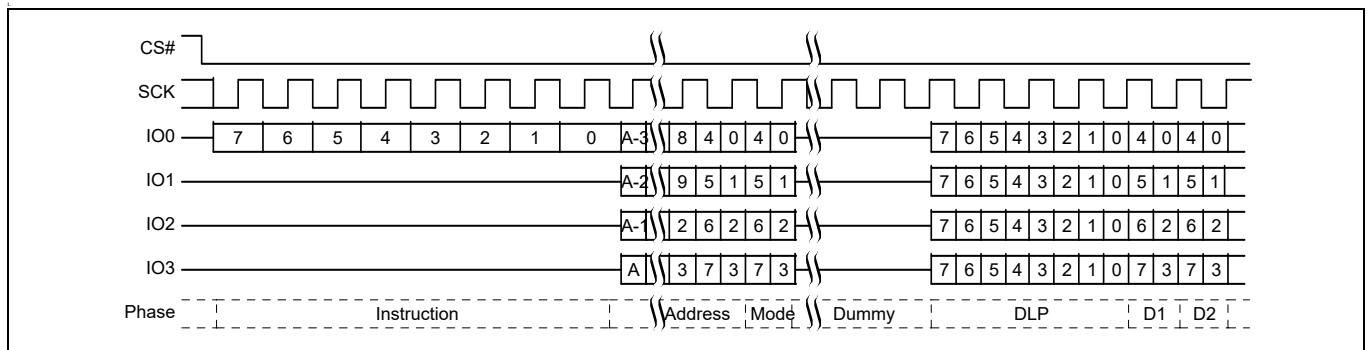 CS#
SCK
IO0 7 6 5 4 3 2 1 0 A-3 8 4 0 4 0 7 6 5 4 3 2 1 0 4 0 4 0
IO1 A-2 9 5 1 5 1 7 6 5 4 3 2 1 0 5 1 5 1
IO2 A-1 2 6 2 6 2 7 6 5 4 3 2 1 0 6 2 6 2
IO3 A 3 7 3 7 3 7 6 5 4 3 2 1 0 7 3 7 3
Phase Instruction Address Mode Dummy DLP D1 D2